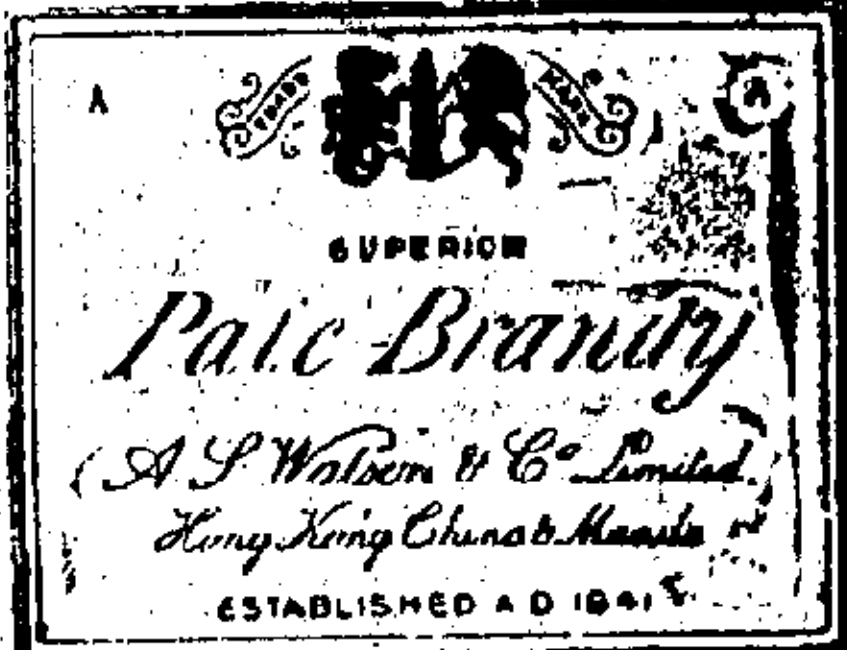 A TRADE MARK A
SUPERIOR
Pale Brandy
A S Watson & Co Limited
Hong Kong China & Manila
ESTABLISHED A D 1841